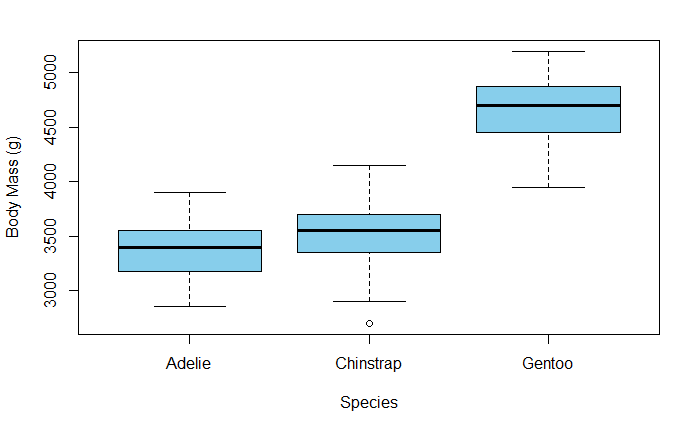 Body Mass (g)
5000
4500
4000
3500
3000
Adelie
Chinstrap
Gentoo
Species